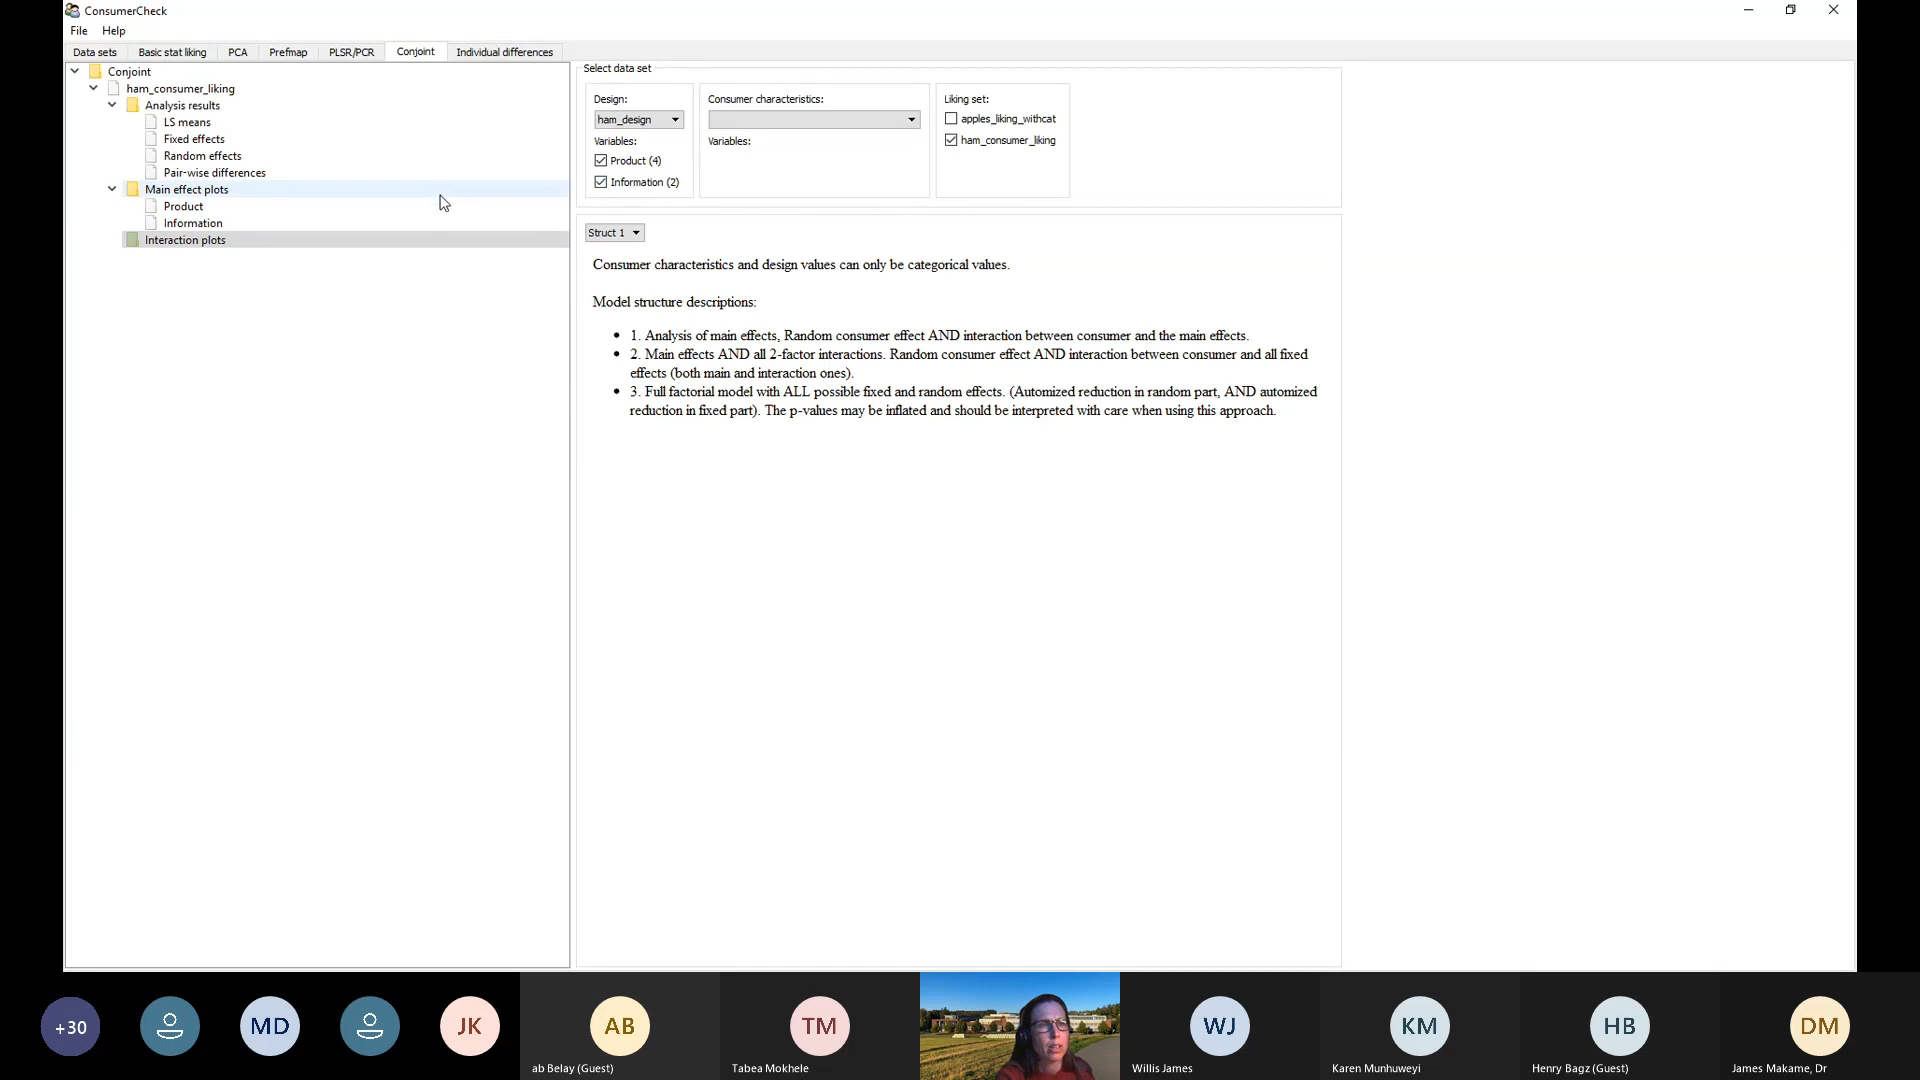 ConsumerCheck
File Help
Data sets Basic stat liking PCA Prefmap PLSR/PCR Conjoint Individual differences
Conjoint
ham_consumer_liking
Analysis results
LS means
Fixed effects
Random effects
Pair-wise differences
Main effect plots
Product
Information
Interaction plots
Select data set
Design:
ham_design
Variables:
Product (4)
Information (2)
Consumer characteristics:
Variables:
Liking set:
apples_liking_withcat
ham_consumer_liking
Struct 1
Consumer characteristics and design values can only be categorical values.
Model structure descriptions:
• 1. Analysis of main effects, Random consumer effect AND interaction between consumer and the main effects.
• 2. Main effects AND all 2-factor interactions. Random consumer effect AND interaction between consumer and all fixed
effects (both main and interaction ones).
• 3. Full factorial model with ALL possible fixed and random effects. (Automized reduction in random part, AND automized
reduction in fixed part). The p-values may be inflated and should be interpreted with care when using this approach.
+30 MD JK AB TM WJ KM HB DM
ab Belay (Guest) Tabea Mokhele Willis James Karen Munhuweyi Henry Bagz (Guest) James Makame, Dr